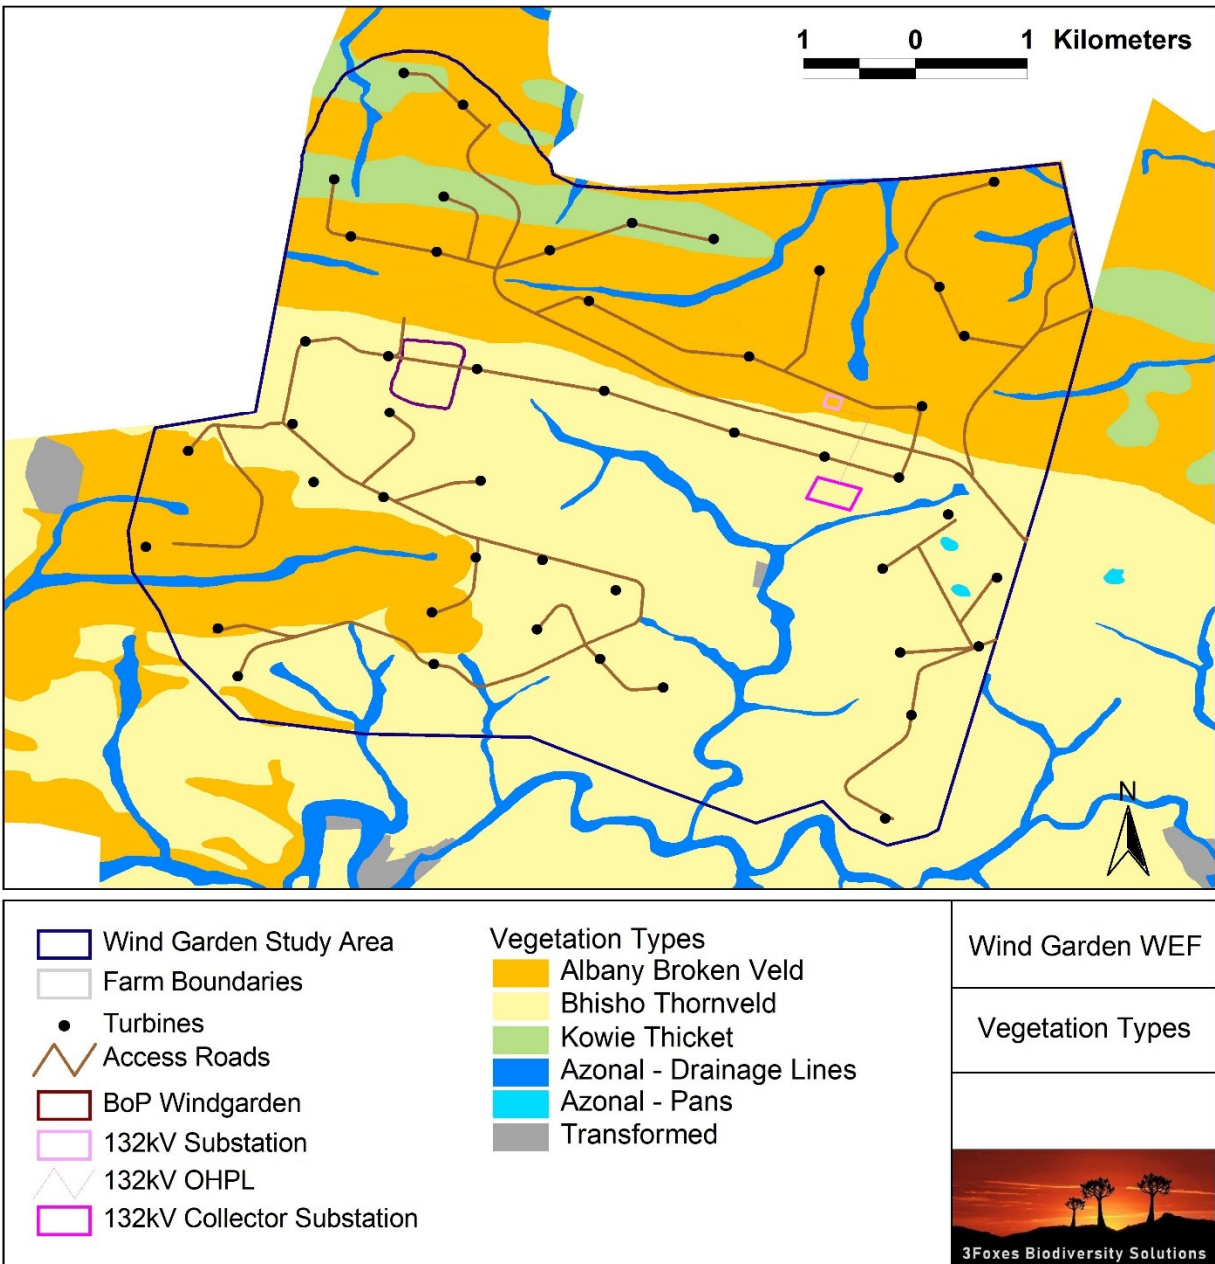 1 0 1 Kilometers
N
Wind Garden Study Area
Farm Boundaries
Turbines
Access Roads
BoP Windgarden
132kV Substation
132kV OHPL
132kV Collector Substation
Vegetation Types
Albany Broken Veld
Bhisho Thornveld
Kowie Thicket
Azonal - Drainage Lines
Azonal - Pans
Transformed
Wind Garden WEF
Vegetation Types
3Foxes Biodiversity Solutions